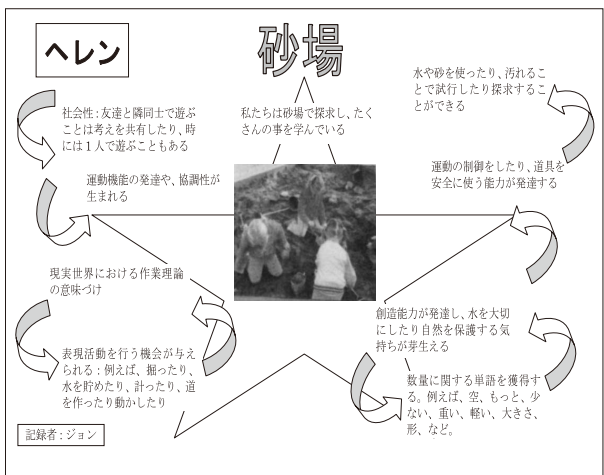 ヘレン
砂場
社会性：友達と隣同士で遊ぶ
ことは考えを共有したり、時
には１人で遊ぶこともある
私たちは砂場で探求し、たく
さんの事を学んでいる
水や砂を使ったり、汚れるこ
とで試行したり探求するこ
とができる
運動機能の発達や、協調性が
生まれる
運動の制御をしたり、道具を
安全に使う能力が発達する
現実世界における作業理論
の意味づけ
表現活動を行う機会が与え
られる：例えば、掘ったり、
水を貯めたり、計ったり、道
を作ったり動かしたり
創造能力が発達し、水を大切
にしたり自然を保護する気
持ちが芽生える
数量に関する単語を獲得す
る。例えば、空、もっと、少
ない、重い、軽い、大きさ、
形、など。
記録者：ジョン